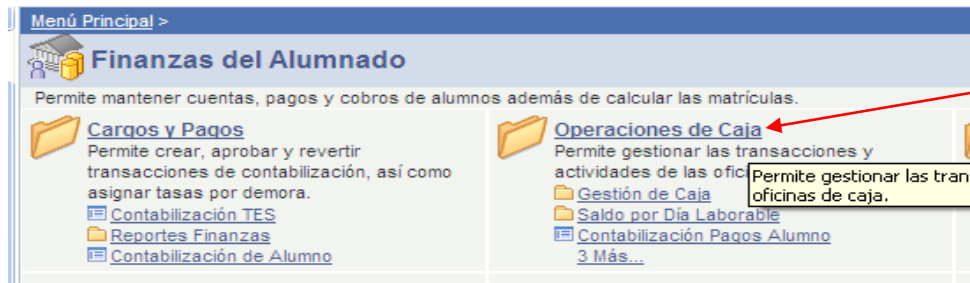 Menú Principal >
Finanzas del Alumnado
Permite mantener cuentas, pagos y cobros de alumnos además de calcular las matrículas.
Cargos y Pagos
Permite crear, aprobar y revertir
transacciones de contabilización, así como
asignar tasas por demora.
Contabilización TES
Reportes Finanzas
Contabilización de Alumno
Operaciones de Caja
Permite gestionar las transacciones y
actividades de las ofici
Gestión de Caja
Saldo por Día Laborable
Contabilización Pagos Alumno
3 Más...
Permite gestionar las tran
oficinas de caja.